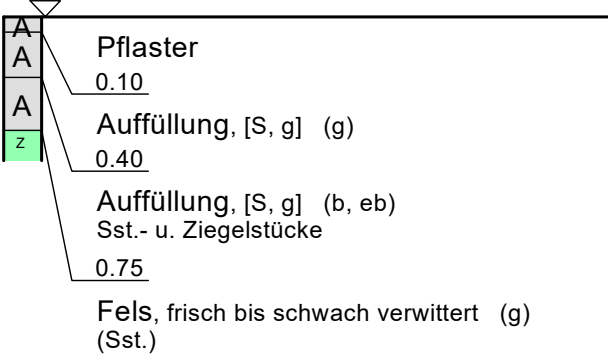 A
Pflaster
A
0.10
A
Auffüllung, [S, g] (g)
z
0.40
Auffüllung, [S, g] (b, eb)
Sst.- u. Ziegelstücke
0.75
Fels, frisch bis schwach verwittert (g)
(Sst.)